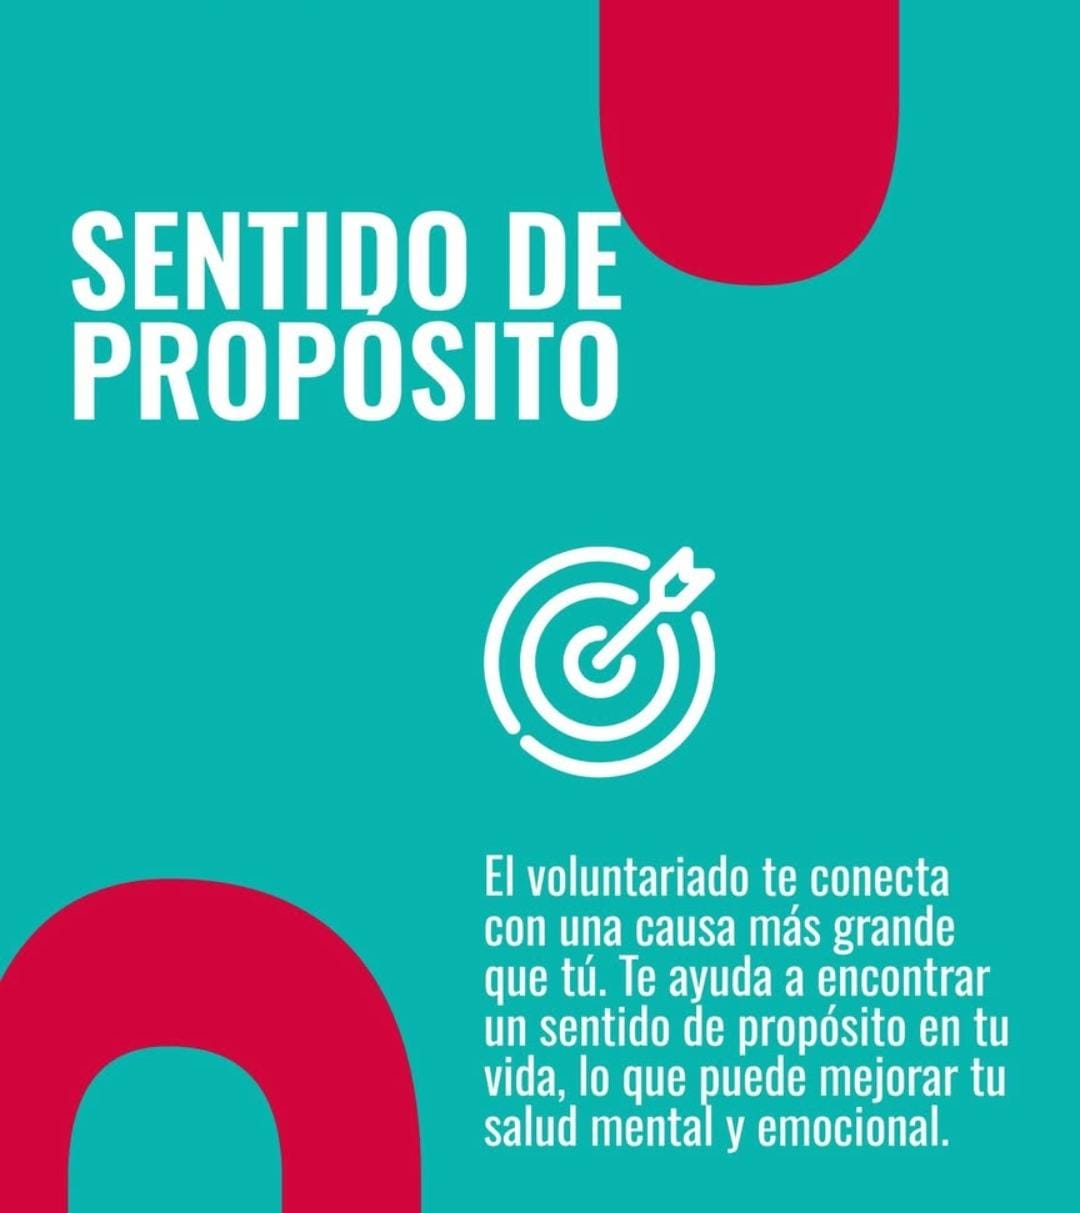 SENTIDO DE
PROPÓSITO
El voluntariado te conecta
con una causa más grande
que tú. Te ayuda a encontrar
un sentido de propósito en tu
vida, lo que puede mejorar tu
salud mental y emocional.